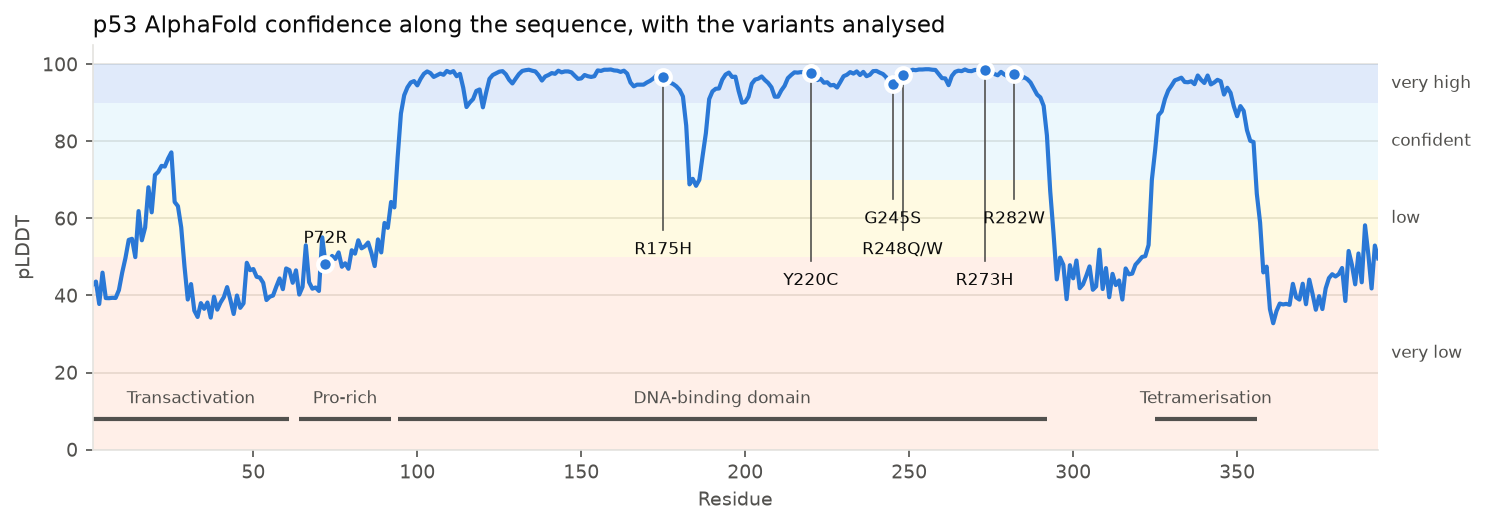 p53 AlphaFold confidence along the sequence, with the variants analysed
100
80
60
40
20
0
pLDDT
very high
confident
low
very low
P72R
R175H
Y220C
G245S
R248Q/W
R273H
R282W
Transactivation
Pro-rich
DNA-binding domain
Tetramerisation
50
100
150
200
250
300
350
Residue